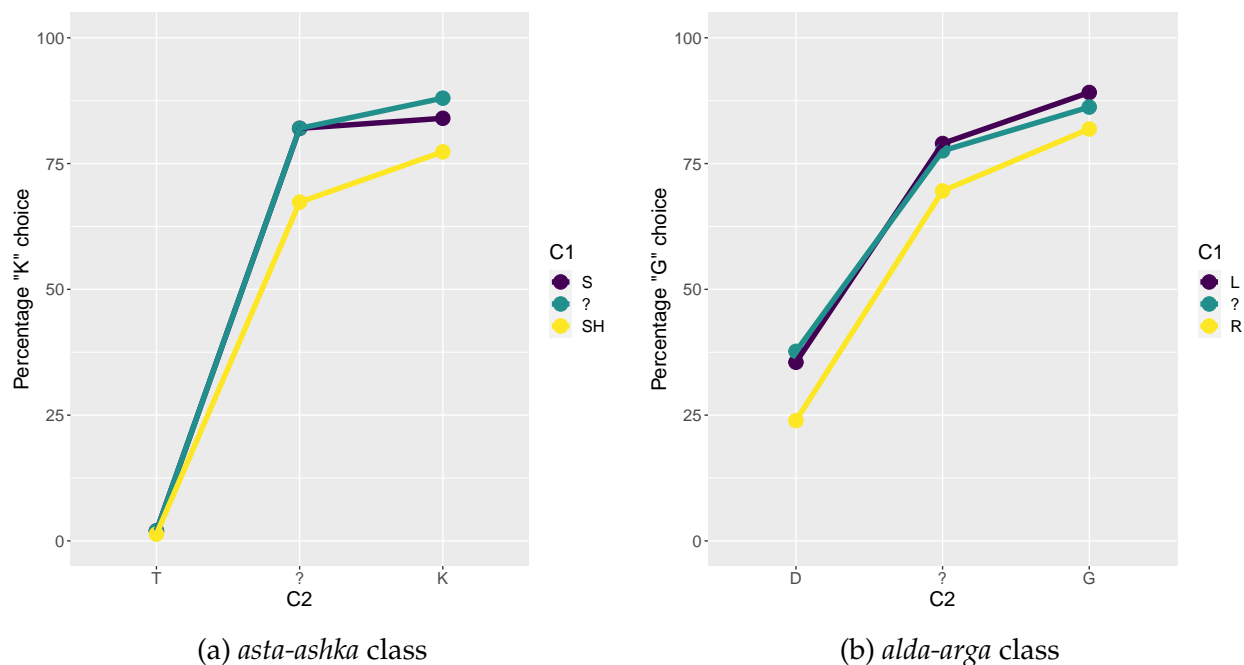 100
75
50
25
0
Percentage "K" choice
T ? K
C2
C1
S
?
SH
(a) asta-ashka class
100
75
50
25
0
Percentage "G" choice
D ? G
C2
C1
L
?
R
(b) alda-arga class